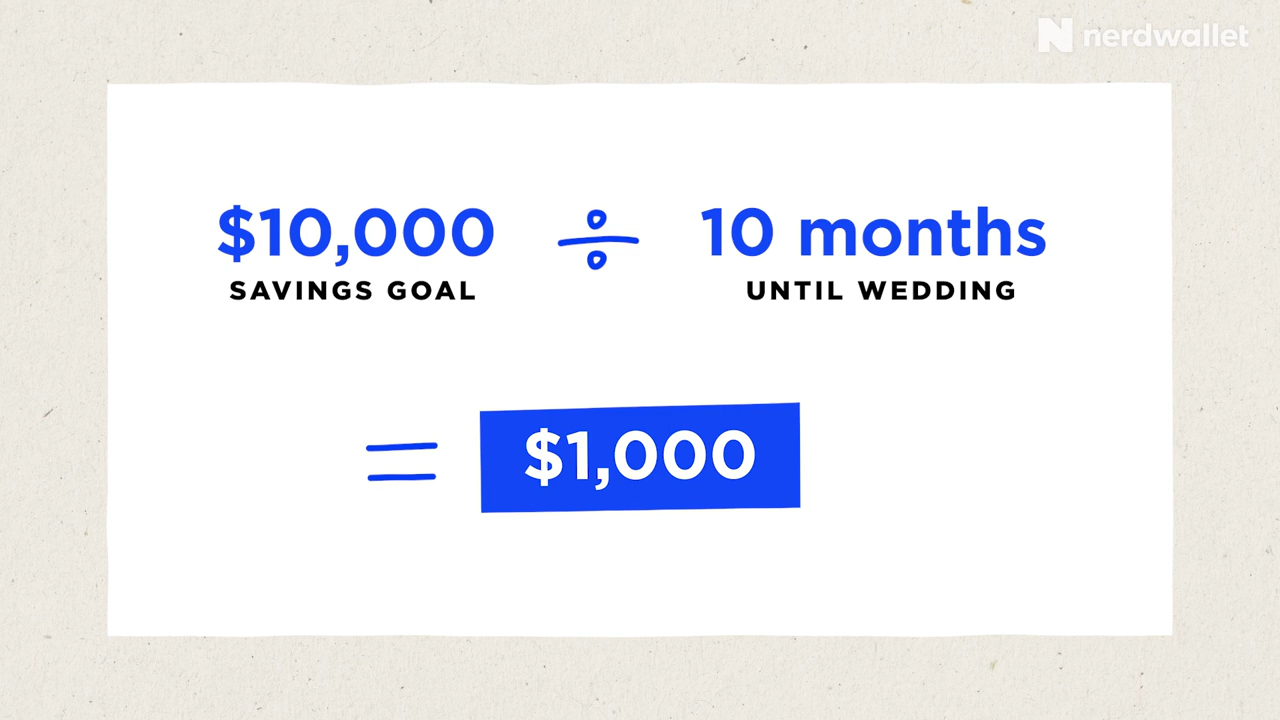 nerdwallet
$10,000 ÷ 10 months
SAVINGS GOAL UNTIL WEDDING
= $1,000